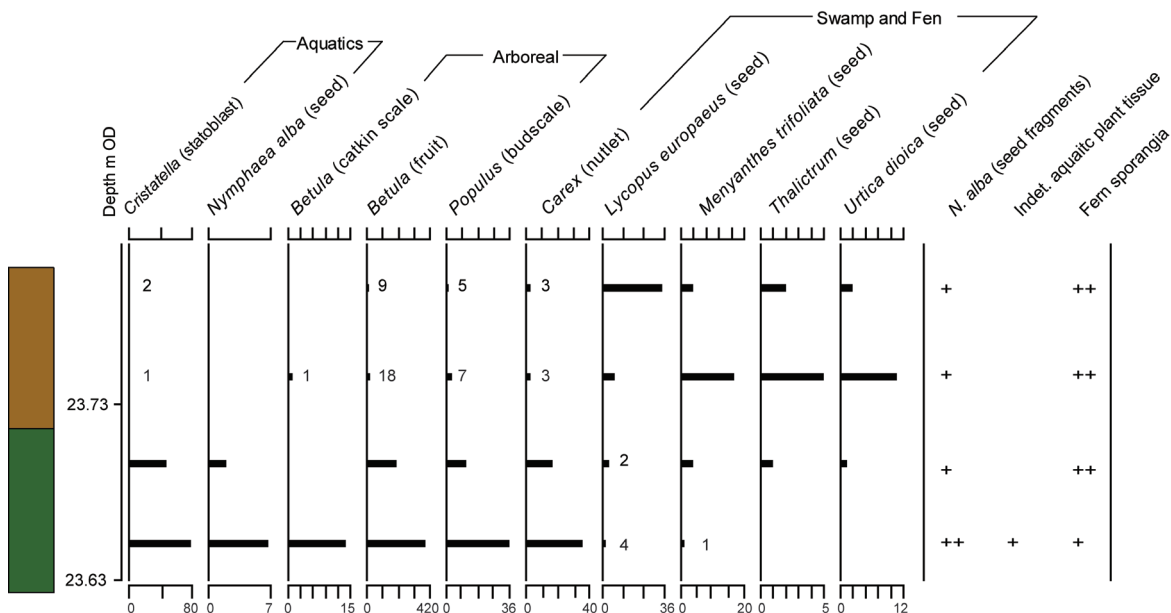 Swamp and Fen
Aquatics
Arboreal
Depth m OD
Cristatella (statoblast)
Nymphaea alba (seed)
Betula (catkin scale)
Betula (fruit)
Populus (budscale)
Carex (nutlet)
Lycopus europaeus (seed)
Menyanthes trifoliata (seed)
Thalictrum (seed)
Urtica dioica (seed)
N. alba (seed fragments)
Indet. aquaitc plant tissue
Fern sporangia
2 9 5 3 + ++
1 1 18 7 3 + ++
23.73
2 + ++
4 1 ++ + +
23.63
0 80 0 7 0 15 0 420 0 36 0 40 0 36 0 20 0 5 0 12